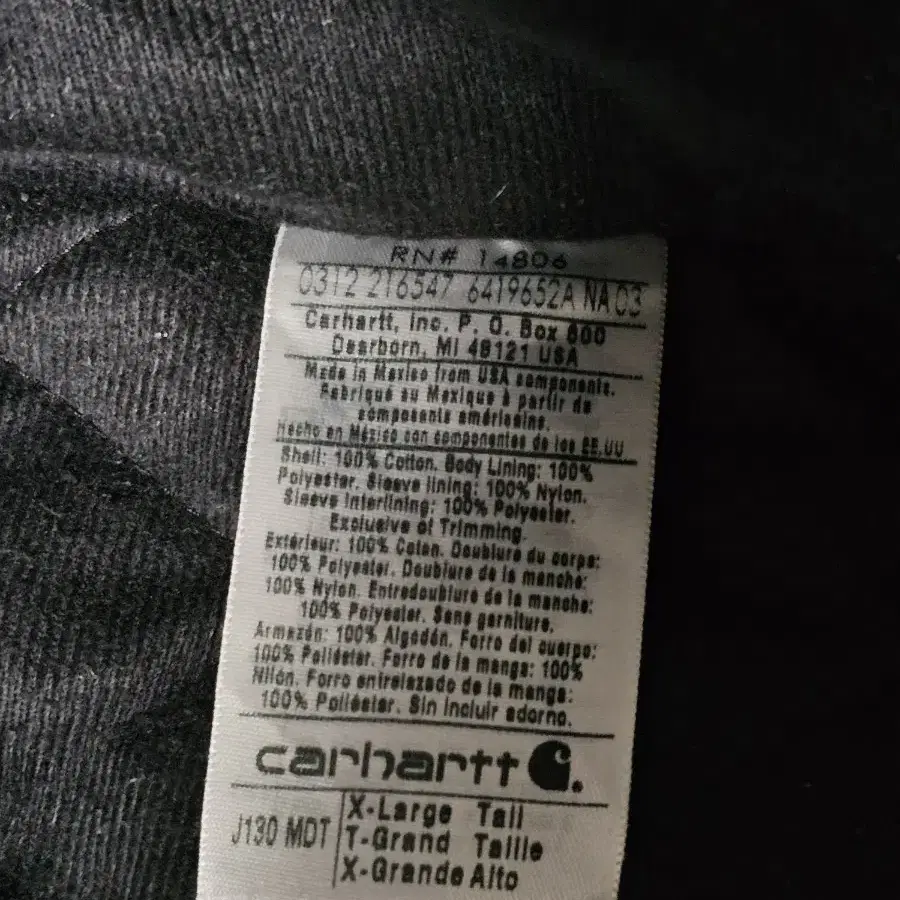 RN# 14806
0312 216547 6419652A NA 03
Carhartt, Inc. P. O. Box 600
Dearborn, MI 48121 USA
Made in Mexico from USA components.
Fabriqué au Mexique à partir de
composants américains.
Hecho en México con componentes de los EE.UU
Shell: 100% Cotton. Body Lining: 100%
Polyester. Sleeve lining: 100% Nylon.
Sleeve Interlining: 100% Polyester.
Exclusive of Trimming.
Extérieur: 100% Coton. Doublure du corps:
100% Polyester. Doublure de la manche:
100% Nylon. Entredoublure de la manche:
100% Polyester. Sans garniture.
Armazón: 100% Algodón. Forro del cuerpo:
100% Poliéster. Forro de la manga: 100%
Nilón. Forro entrelazado de la manga:
100% Poliéster. Sin incluir adorno.
carhartt
J130 MDT
X-Large Tall
T-Grand Taille
X-Grande Alto